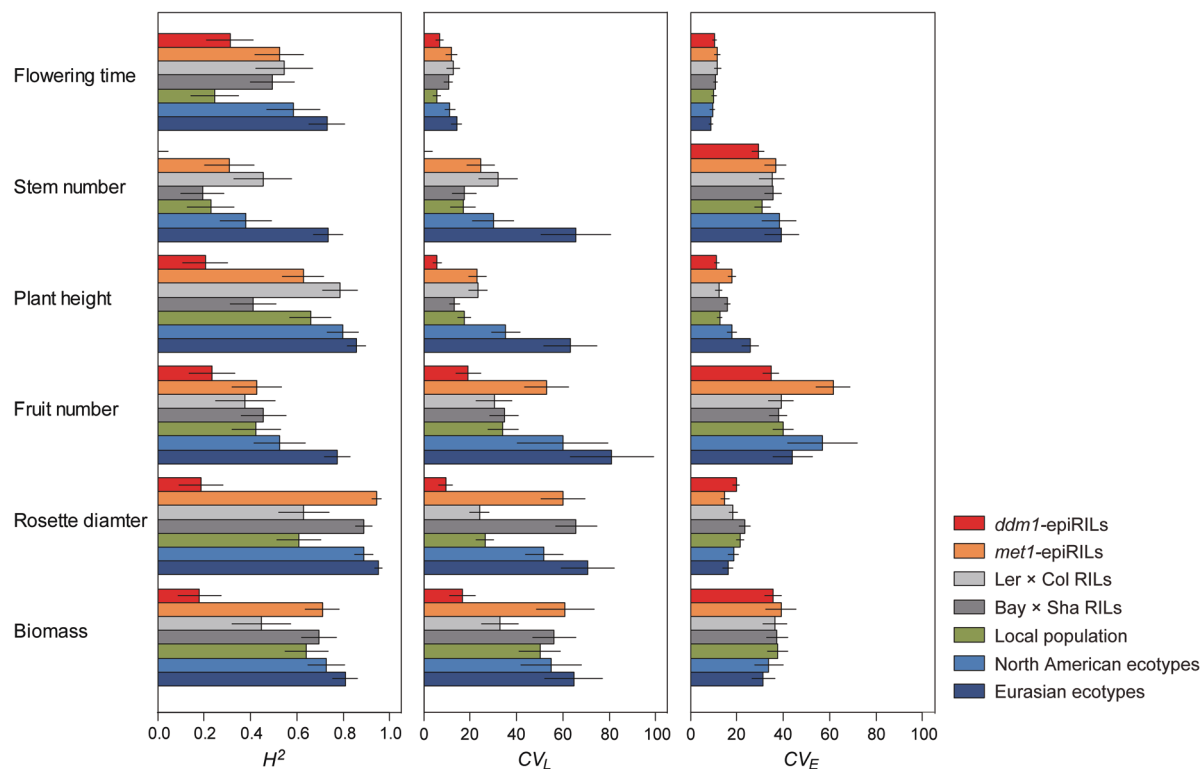 Flowering time
Stem number
Plant height
Fruit number
Rosette diamter
Biomass
0.0 0.2 0.4 0.6 0.8 1.0
H²
0 20 40 60 80 100
CV_L
0 20 40 60 80 100
CV_E
ddm1-epiRILs
met1-epiRILs
Ler × Col RILs
Bay × Sha RILs
Local population
North American ecotypes
Eurasian ecotypes